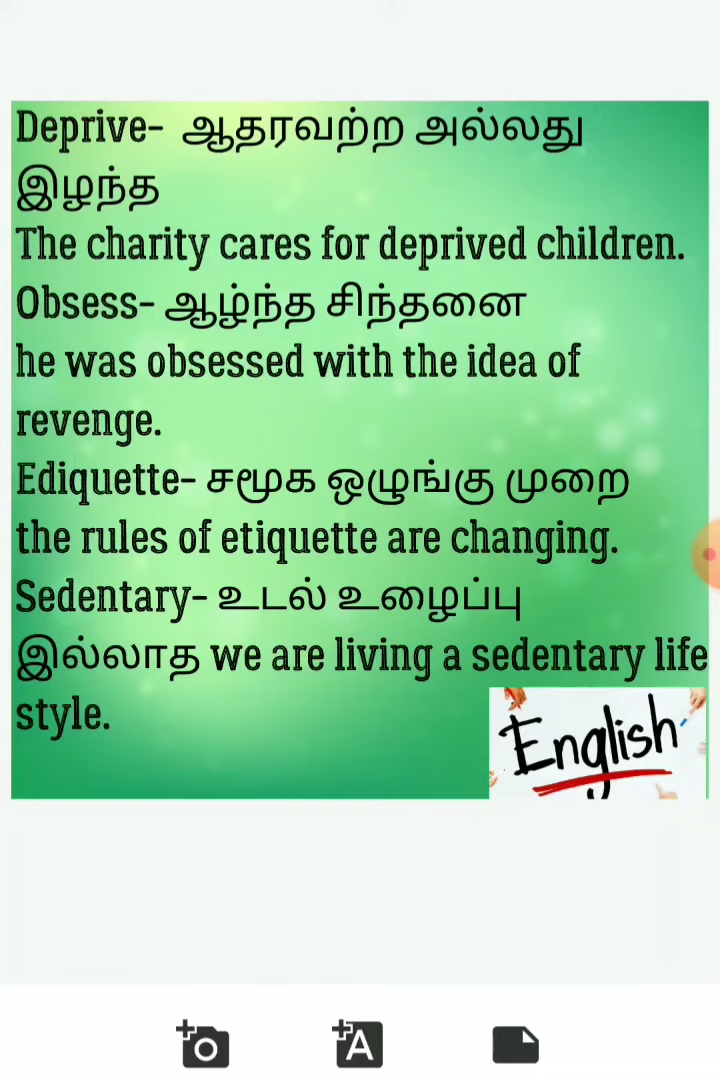 Deprive- ஆதரவற்ற அல்லது
இழந்த
The charity cares for deprived children.
Obsess- ஆழ்ந்த சிந்தனை
he was obsessed with the idea of
revenge.
Ediquette- சமூக ஒழுங்கு முறை
the rules of etiquette are changing.
Sedentary- உடல் உழைப்பு
இல்லாத we are living a sedentary life
style.
English
+A